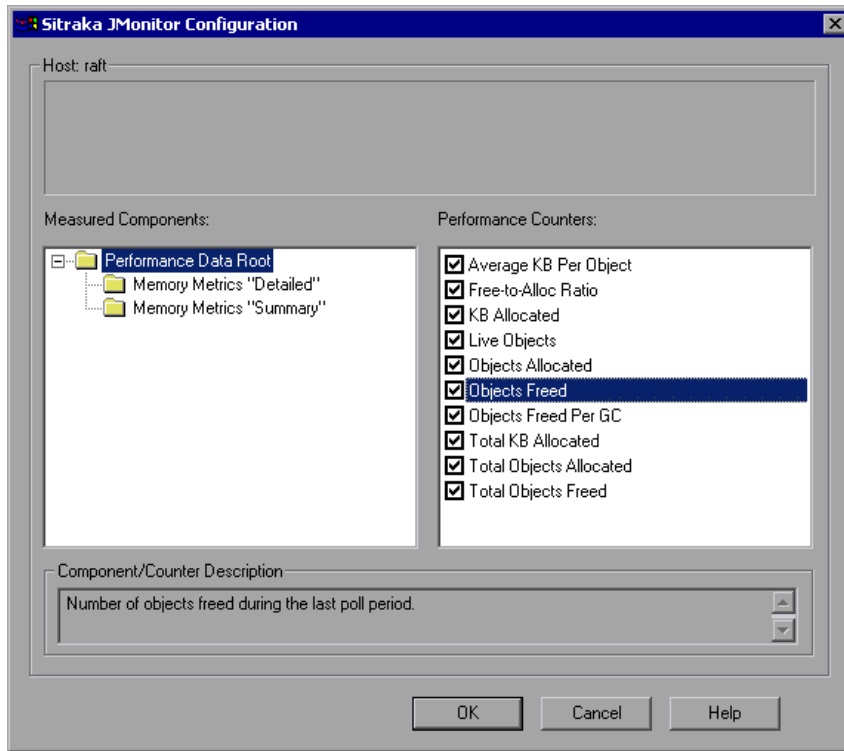 Sitraka JMonitor Configuration
Host: raft
Measured Components:
Performance Counters:
Performance Data Root
Memory Metrics "Detailed"
Memory Metrics "Summary"
Average KB Per Object
Free-to-Alloc Ratio
KB Allocated
Live Objects
Objects Allocated
Objects Freed
Objects Freed Per GC
Total KB Allocated
Total Objects Allocated
Total Objects Freed
Component/Counter Description
Number of objects freed during the last poll period.
OK
Cancel
Help